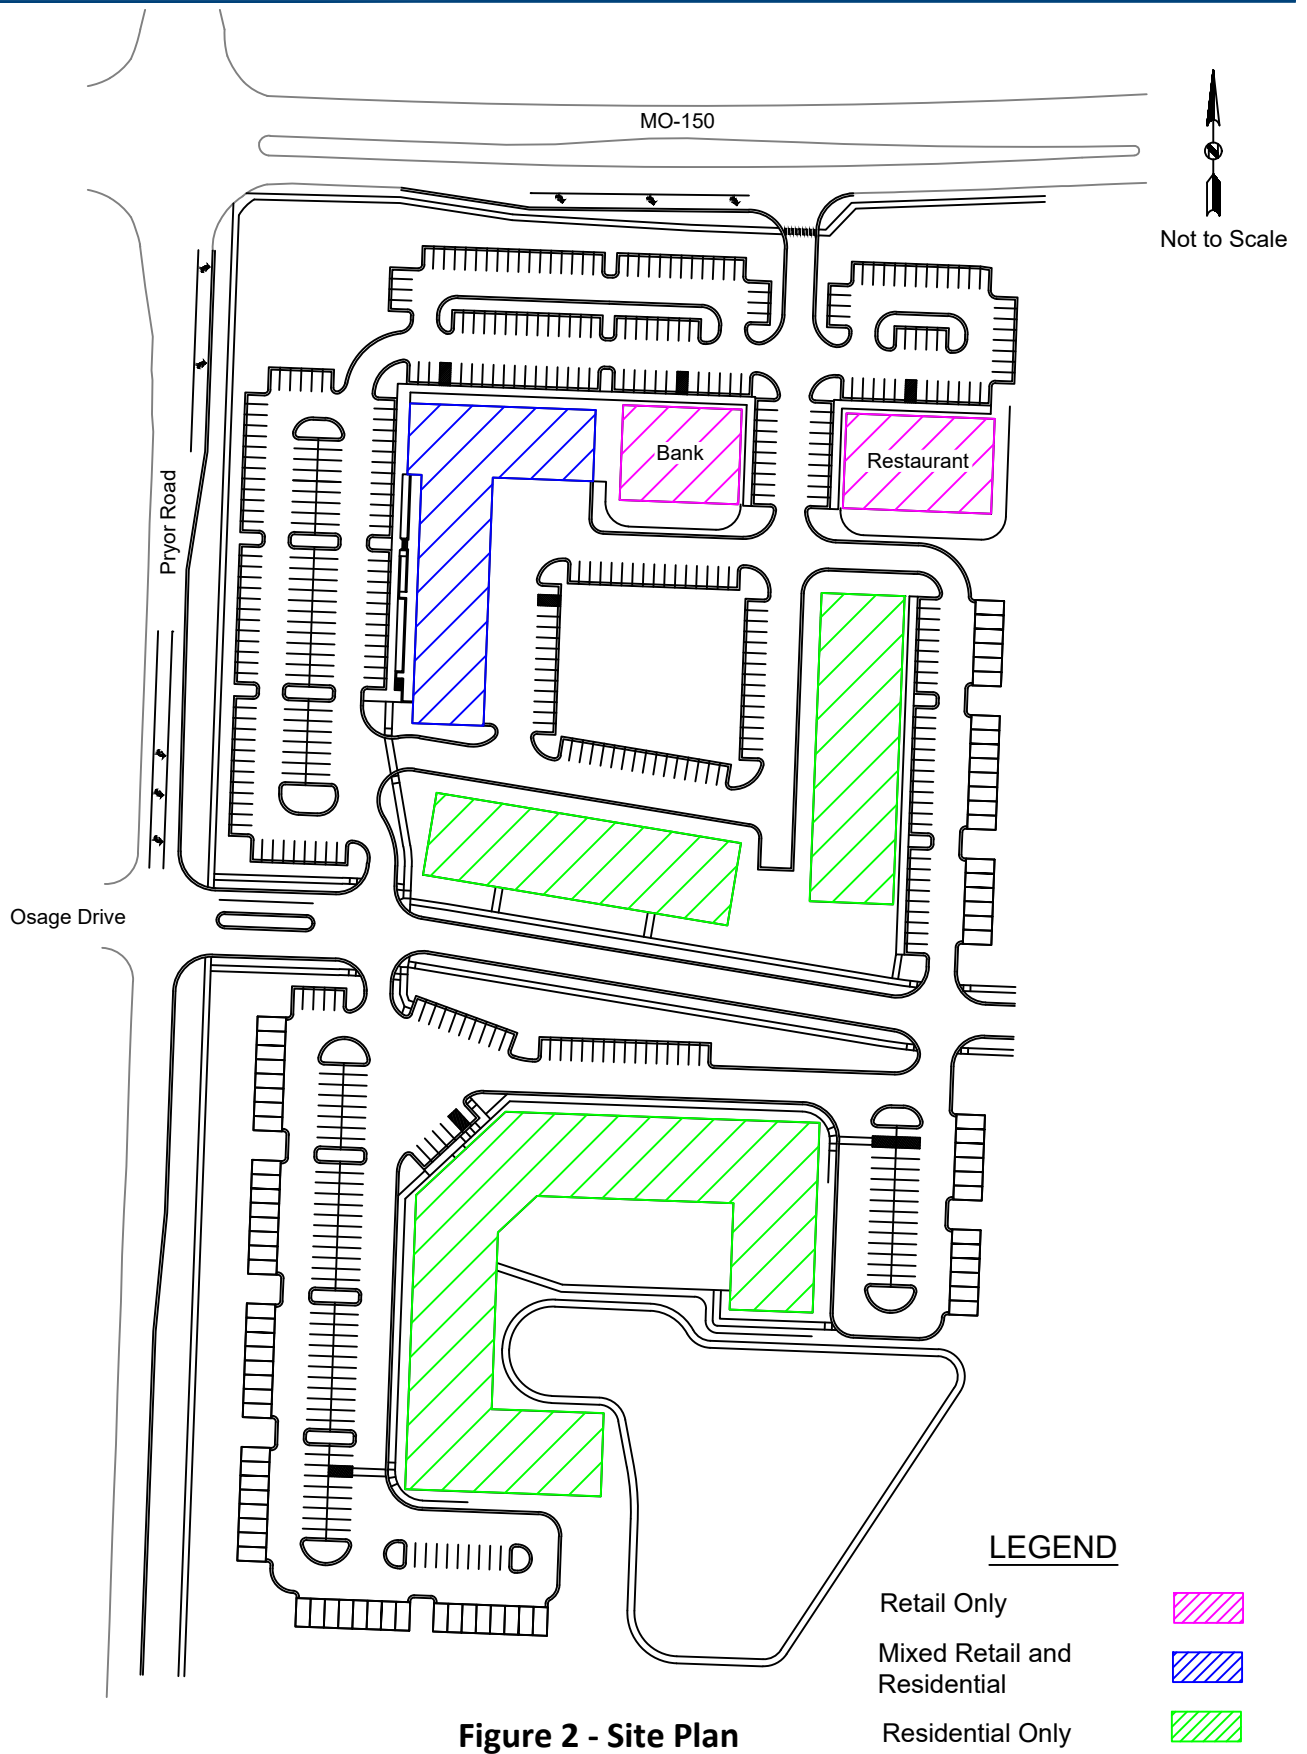 MO-150
N
Not to Scale
Bank
Restaurant
Pryor Road
Osage Drive
LEGEND
Retail Only
Mixed Retail and
Residential
Residential Only
Figure 2 - Site Plan